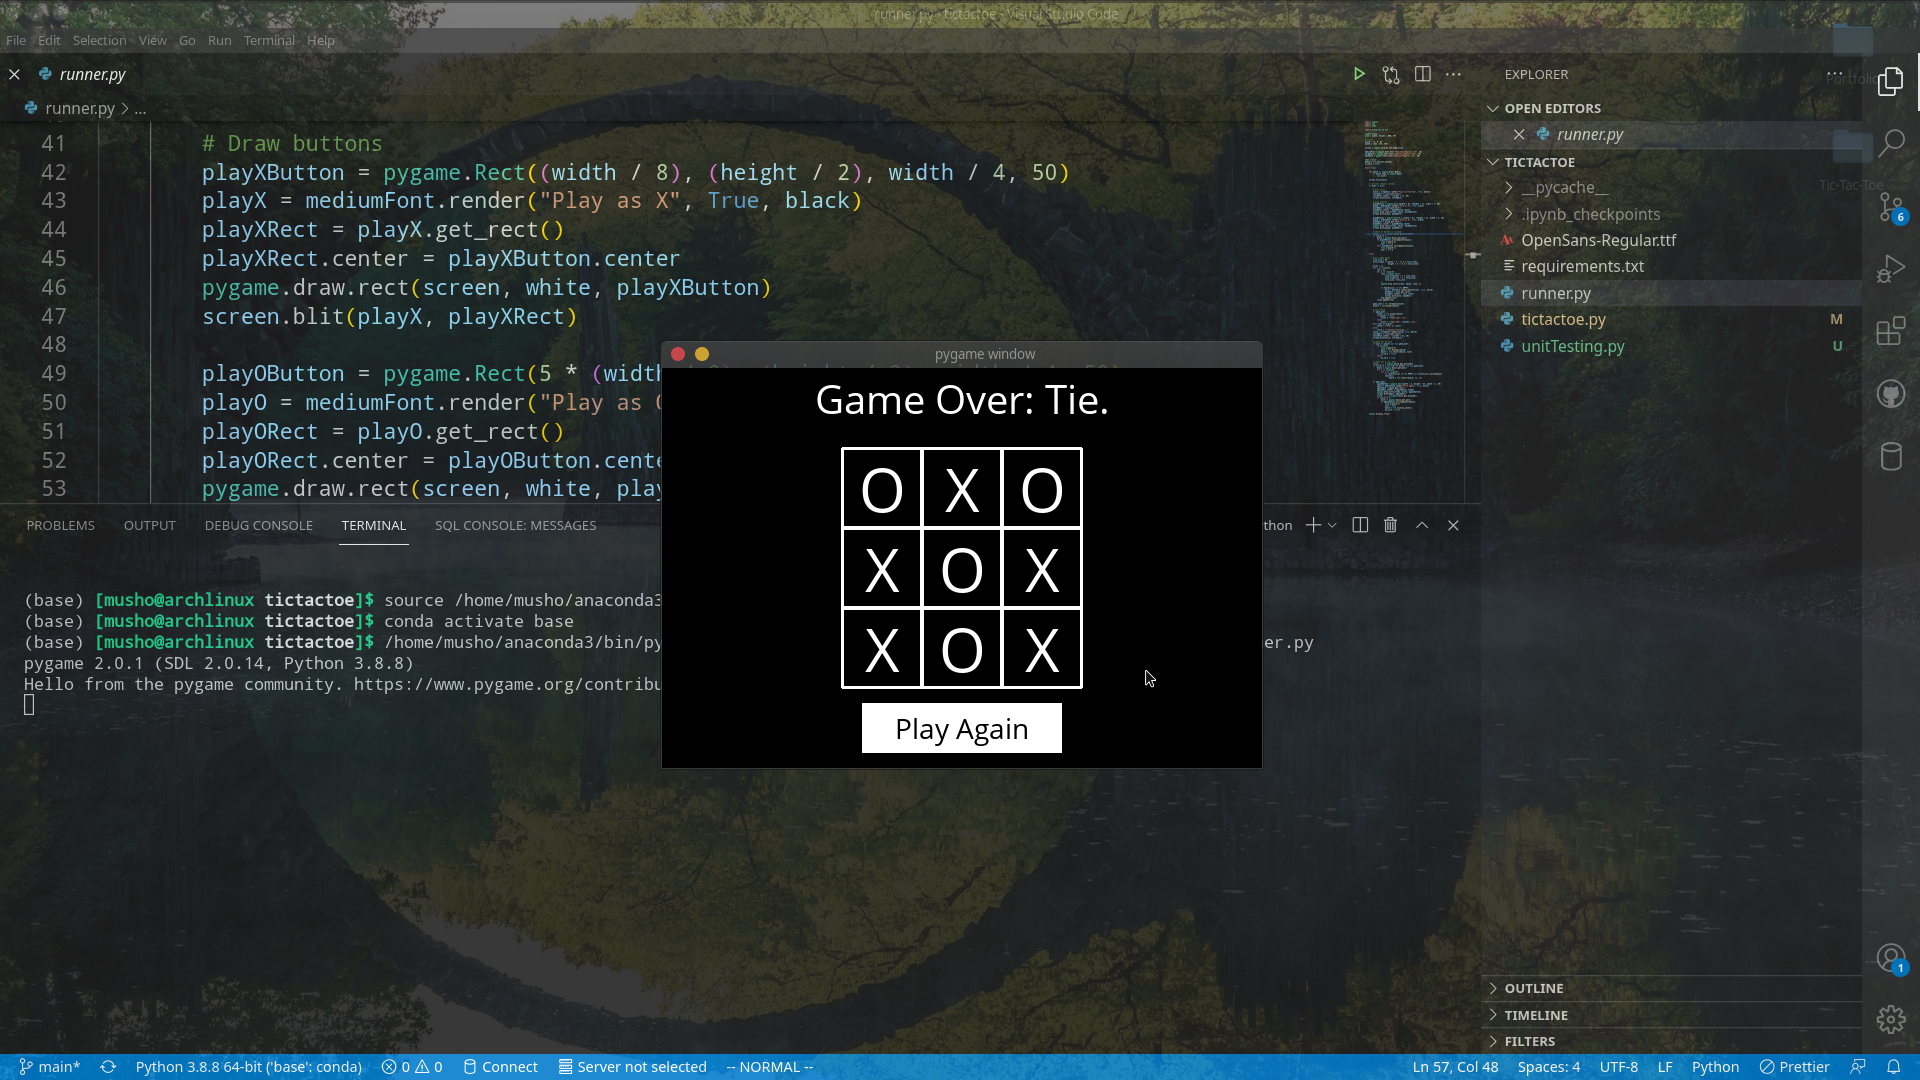 runner.py - tictactoe - Visual Studio Code
File Edit Selection View Go Run Terminal Help
runner.py
runner.py > ...
41 # Draw buttons
42 playXButton = pygame.Rect((width / 8), (height / 2), width / 4, 50)
43 playX = mediumFont.render("Play as X", True, black)
44 playXRect = playX.get_rect()
45 playXRect.center = playXButton.center
46 pygame.draw.rect(screen, white, playXButton)
47 screen.blit(playX, playXRect)
48
49 playOButton = pygame.Rect(5 * (width
50 playO = mediumFont.render("Play as
51 playORect = playO.get_rect()
52 playORect.center = playOButton.cente
53 pygame.draw.rect(screen, white, play
PROBLEMS OUTPUT DEBUG CONSOLE TERMINAL SQL CONSOLE: MESSAGES thon
(base) [musho@archlinux tictactoe]$ source /home/musho/anaconda3
(base) [musho@archlinux tictactoe]$ conda activate base
(base) [musho@archlinux tictactoe]$ /home/musho/anaconda3/bin/py er.py
pygame 2.0.1 (SDL 2.0.14, Python 3.8.8)
Hello from the pygame community. https://www.pygame.org/contribu
pygame window
Game Over: Tie.
O X O
X O X
X O X
Play Again
EXPLORER
Portfolio
OPEN EDITORS
runner.py
TICTACTOE
__pycache__
Tic-Tac-Toe
.ipynb_checkpoints
6
OpenSans-Regular.ttf
requirements.txt
runner.py
tictactoe.py M
unitTesting.py U
1
OUTLINE
TIMELINE
FILTERS
main* Python 3.8.8 64-bit ('base': conda) 0 0 Connect Server not selected -- NORMAL -- Ln 57, Col 48 Spaces: 4 UTF-8 LF Python Prettier